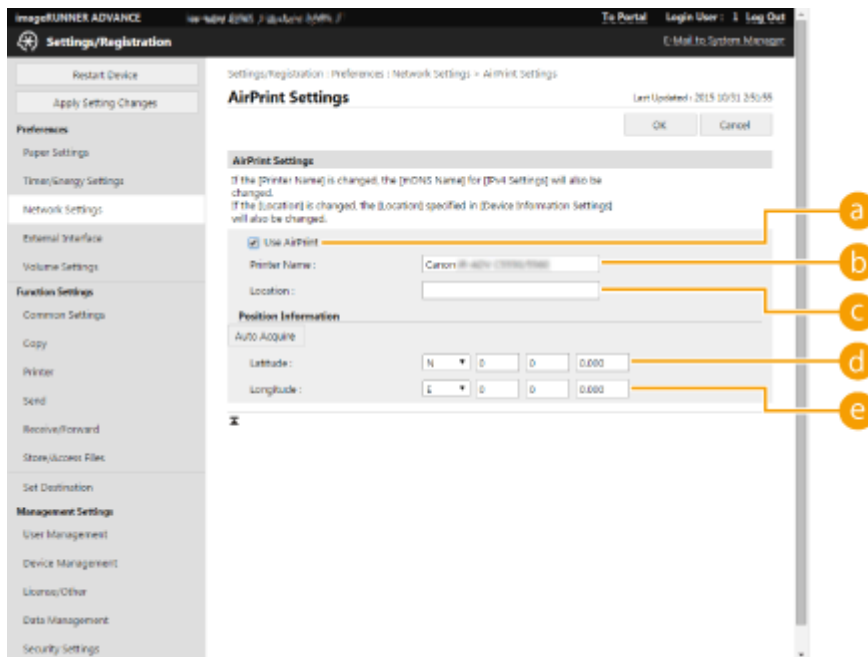 imageRUNNER ADVANCE
To Portal Login User : 1 Log Out
Settings/Registration
E-Mail to System Manager
Restart Device
Apply Setting Changes
Preferences
Paper Settings
Timer/Energy Settings
Network Settings
External Interface
Volume Settings
Function Settings
Common Settings
Copy
Printer
Send
Receive/Forward
Store/Access Files
Set Destination
Management Settings
User Management
Device Management
License/Other
Data Management
Security Settings
Settings/Registration : Preferences : Network Settings > AirPrint Settings
AirPrint Settings
Last Updated : 2015 10/31 2:51:55
OK
Cancel
AirPrint Settings
If the [Printer Name] is changed, the [mDNS Name] for [IPv4 Settings] will also be
changed.
If the [Location] is changed, the [Location] specified in [Device Information Settings]
will also be changed.
Use AirPrint
a
Printer Name :
Canon
b
Location :
c
Position Information
Auto Acquire
Latitude :
N 0 0 0.000
d
Longitude :
E 0 0 0.000
e